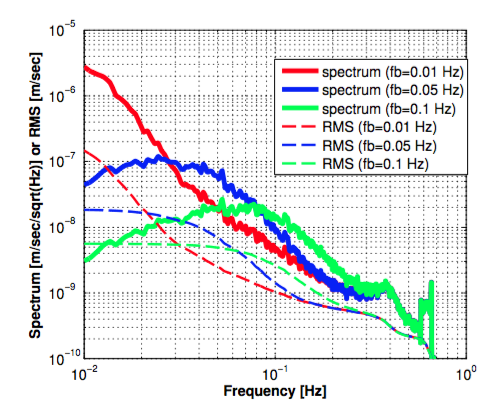 10^-5
10^-6
10^-7
10^-8
10^-9
10^-10
Spectrum [m/sec/sqrt(Hz)] or RMS [m/sec]
spectrum (fb=0.01 Hz)
spectrum (fb=0.05 Hz)
spectrum (fb=0.1 Hz)
RMS (fb=0.01 Hz)
RMS (fb=0.05 Hz)
RMS (fb=0.1 Hz)
10^-2
10^-1
10^0
Frequency [Hz]